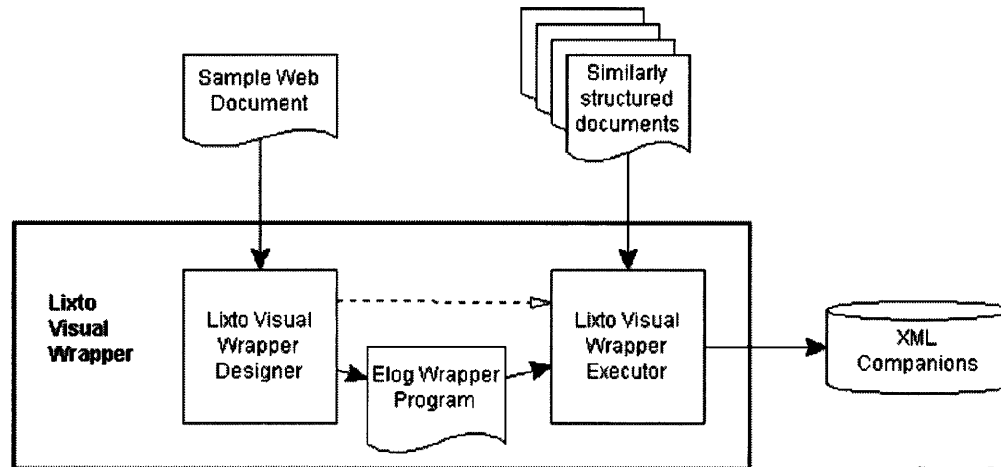 Sample Web
Document
Similarly
structured
documents
Lixto
Visual
Wrapper
Lixto Visual
Wrapper
Designer
Elog Wrapper
Program
Lixto Visual
Wrapper
Executor
XML
Companions